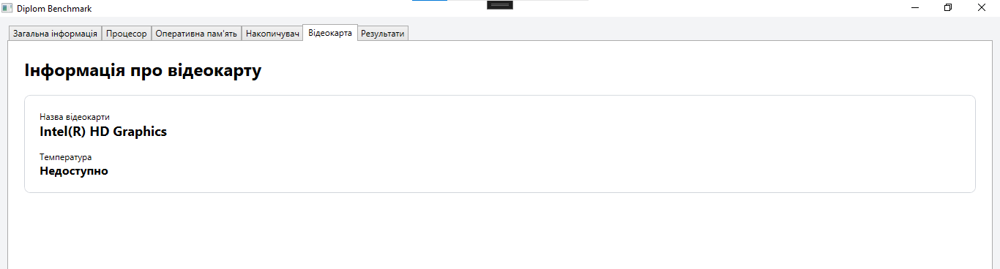 Diplom Benchmark
Загальна інформація Процесор Оперативна пам'ять Накопичувач Відеокарта Результати
Інформація про відеокарту
Назва відеокарти
Intel(R) HD Graphics
Температура
Недоступно